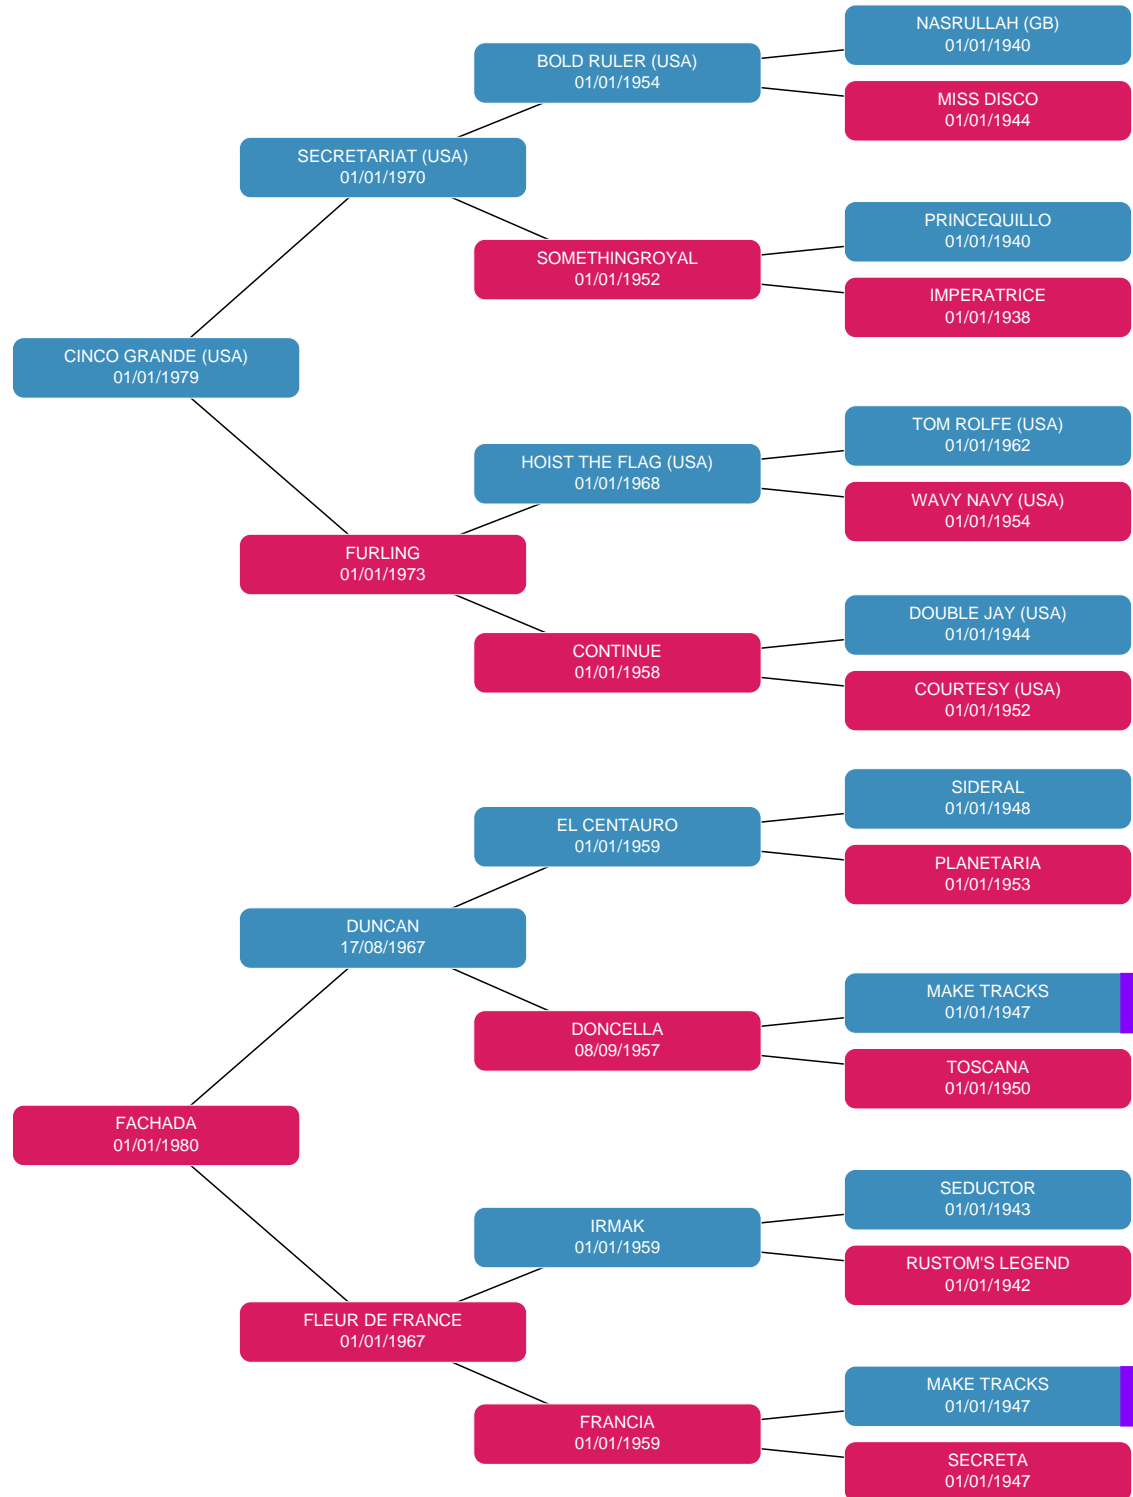 NASRULLAH (GB)
01/01/1940
BOLD RULER (USA)
01/01/1954
MISS DISCO
01/01/1944
SECRETARIAT (USA)
01/01/1970
PRINCEQUILLO
01/01/1940
SOMETHINGROYAL
01/01/1952
IMPERATRICE
01/01/1938
CINCO GRANDE (USA)
01/01/1979
TOM ROLFE (USA)
01/01/1962
HOIST THE FLAG (USA)
01/01/1968
WAVY NAVY (USA)
01/01/1954
FURLING
01/01/1973
DOUBLE JAY (USA)
01/01/1944
CONTINUE
01/01/1958
COURTESY (USA)
01/01/1952
SIDERAL
01/01/1948
EL CENTAURO
01/01/1959
PLANETARIA
01/01/1953
DUNCAN
17/08/1967
MAKE TRACKS
01/01/1947
DONCELLA
08/09/1957
TOSCANA
01/01/1950
FACHADA
01/01/1980
SEDUCTOR
01/01/1943
IRMAK
01/01/1959
RUSTOM'S LEGEND
01/01/1942
FLEUR DE FRANCE
01/01/1967
MAKE TRACKS
01/01/1947
FRANCIA
01/01/1959
SECRETA
01/01/1947